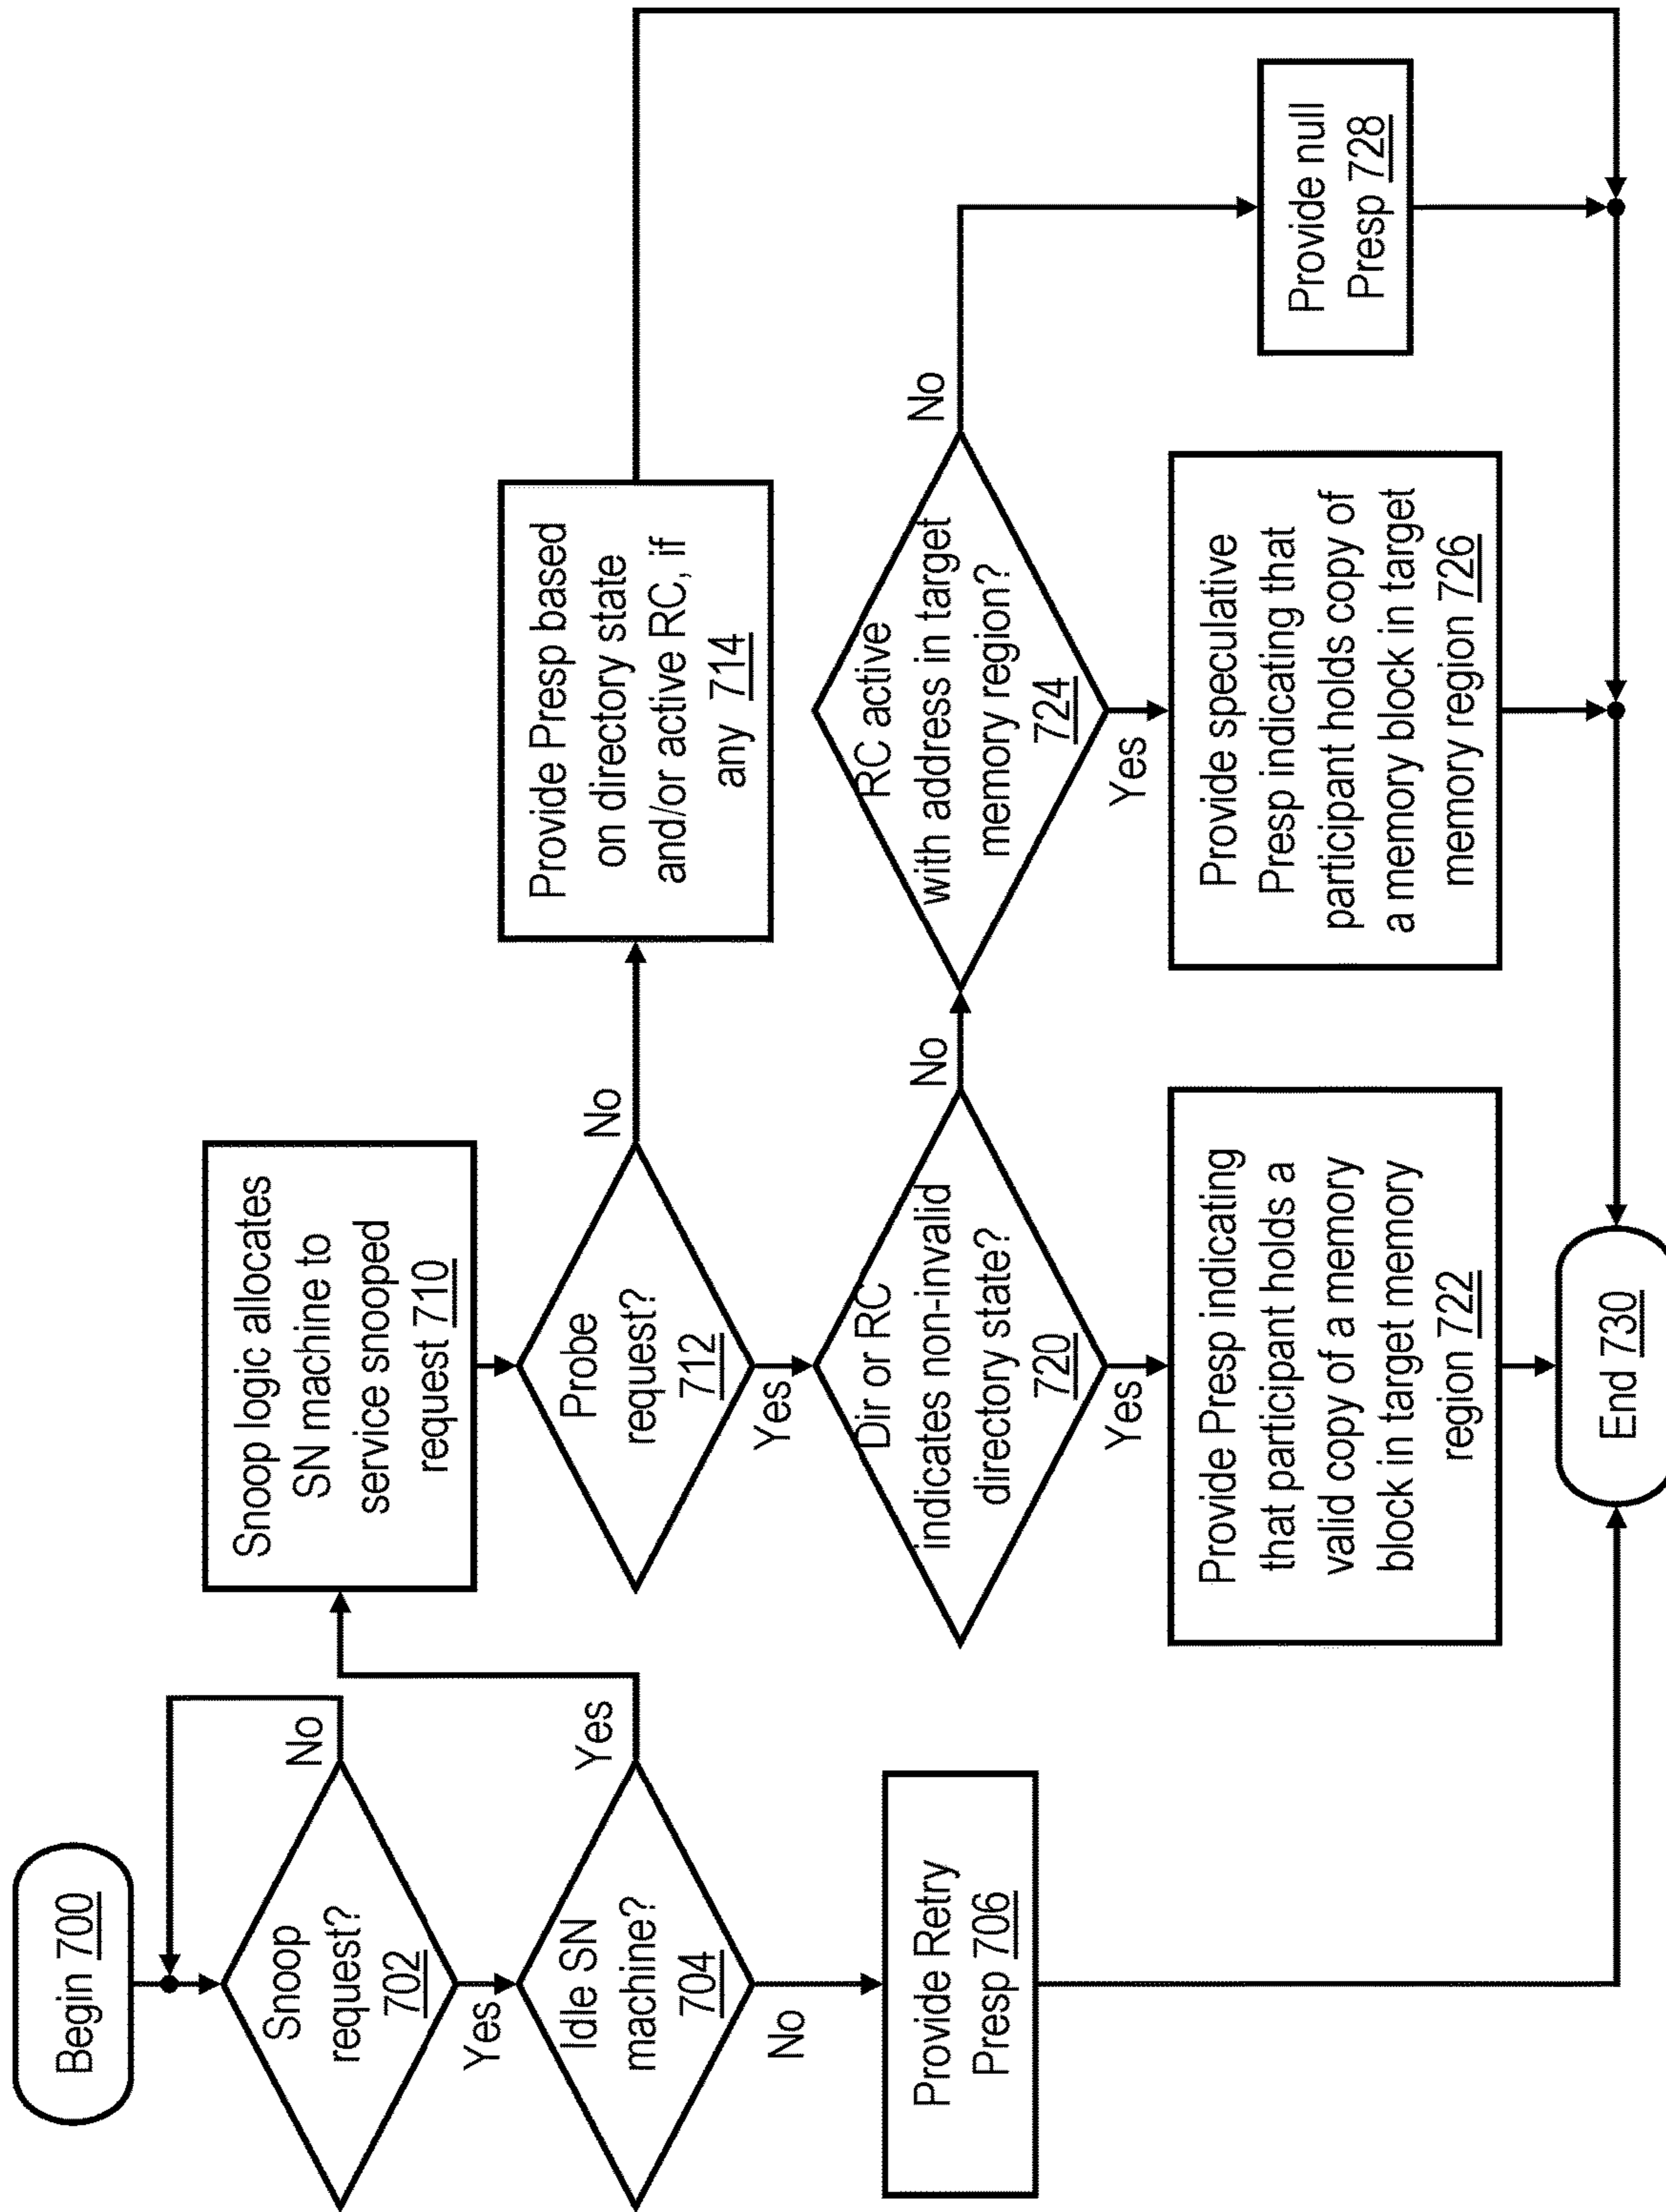 Begin 700
Snoop
request?
702
No
Yes
Idle SN
machine?
704
Yes
No
Provide Retry
Presp 706
Snoop logic allocates
SN machine to
service snooped
request 710
Probe
request?
712
No
Yes
Provide Presp based
on directory state
and/or active RC, if
any 714
Dir or RC
indicates non-invalid
directory state?
720
No
Yes
Provide Presp indicating
that participant holds a
valid copy of a memory
block in target memory
region 722
RC active
with address in target
memory region?
724
No
Yes
Provide speculative
Presp indicating that
participant holds copy of
a memory block in target
memory region 726
Provide null
Presp 728
End 730